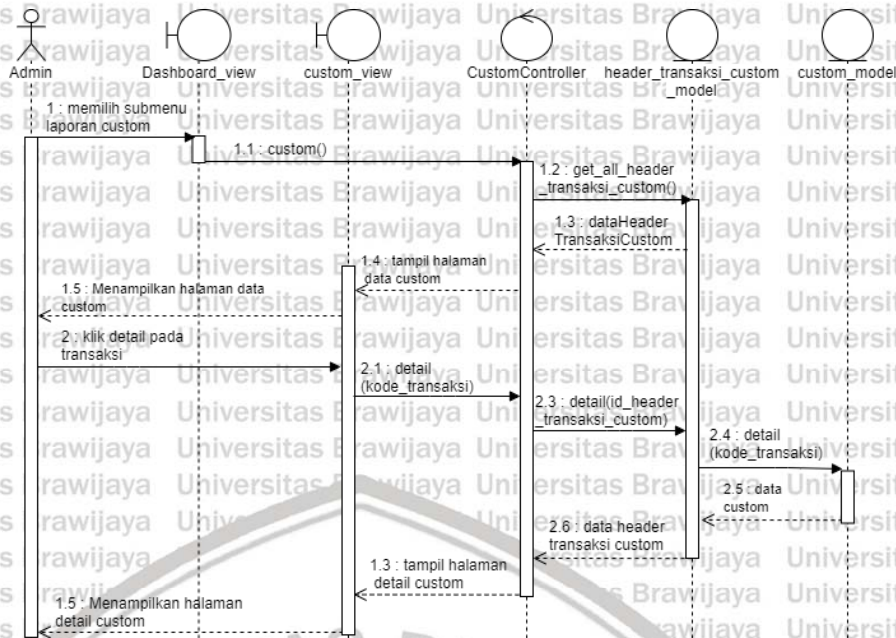 Admin
Dashboard_view
custom_view
CustomController
header_transaksi_custom
_model
custom_model
1 : memilih submenu
laporan custom
1.1 : custom()
1.2 : get_all_header
_transaksi_custom()
1.3 : dataHeader
TransaksiCustom
1.4 : tampil halaman
data custom
1.5 : Menampilkan halaman data
custom
2 : klik detail pada
transaksi
2.1 : detail
(kode_transaksi)
2.3 : detail(id_header
_transaksi_custom)
2.4 : detail
(kode_transaksi)
2.5 : data
custom
2.6 : data header
transaksi custom
1.3 : tampil halaman
detail custom
1.5 : Menampilkan halaman
detail custom
Universitas Brawijaya